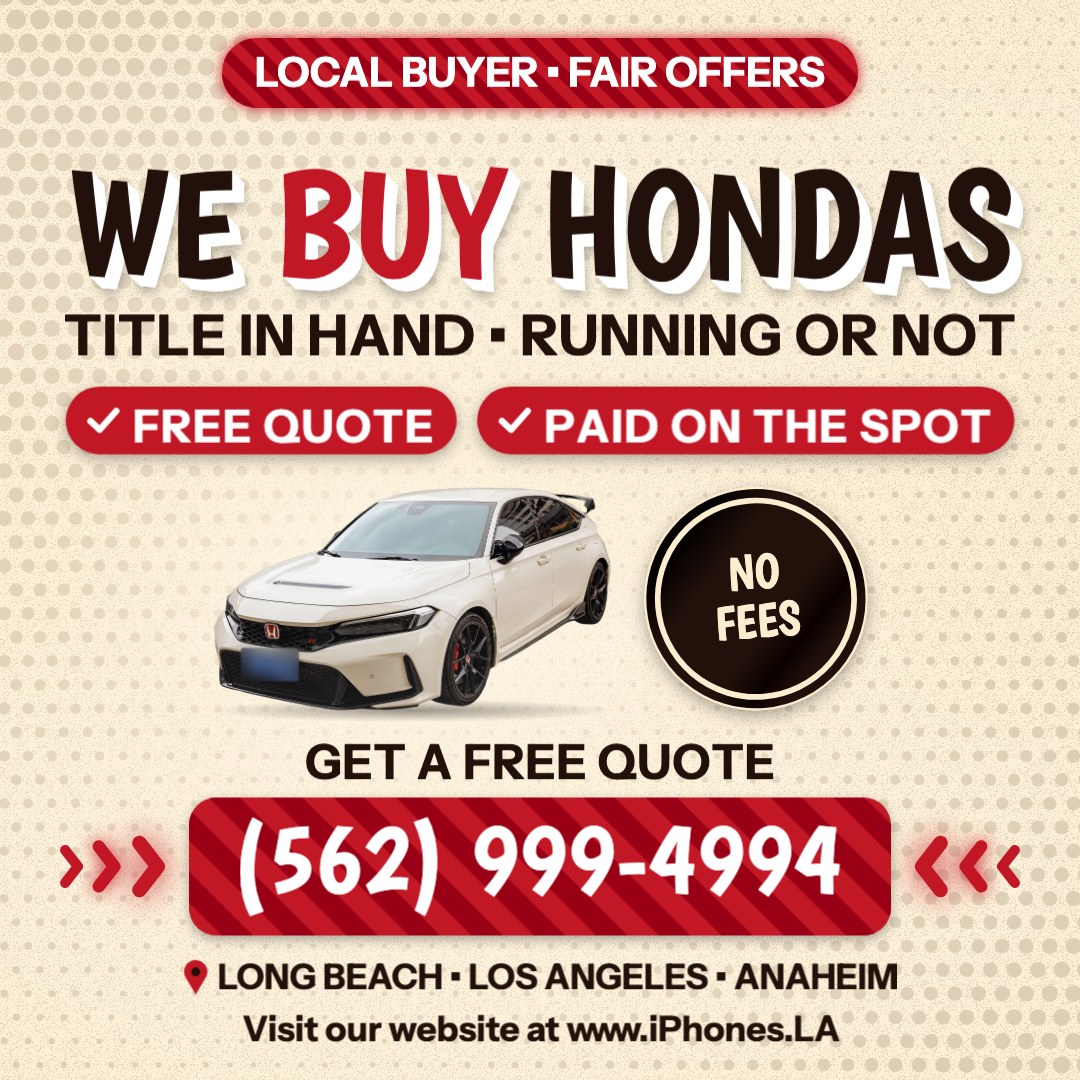 LOCAL BUYER ▪ FAIR OFFERS
WE BUY HONDAS
TITLE IN HAND ▪ RUNNING OR NOT
✓ FREE QUOTE
✓ PAID ON THE SPOT
NO
FEES
GET A FREE QUOTE
(562) 999-4994
LONG BEACH ▪ LOS ANGELES ▪ ANAHEIM
Visit our website at www.iPhones.LA